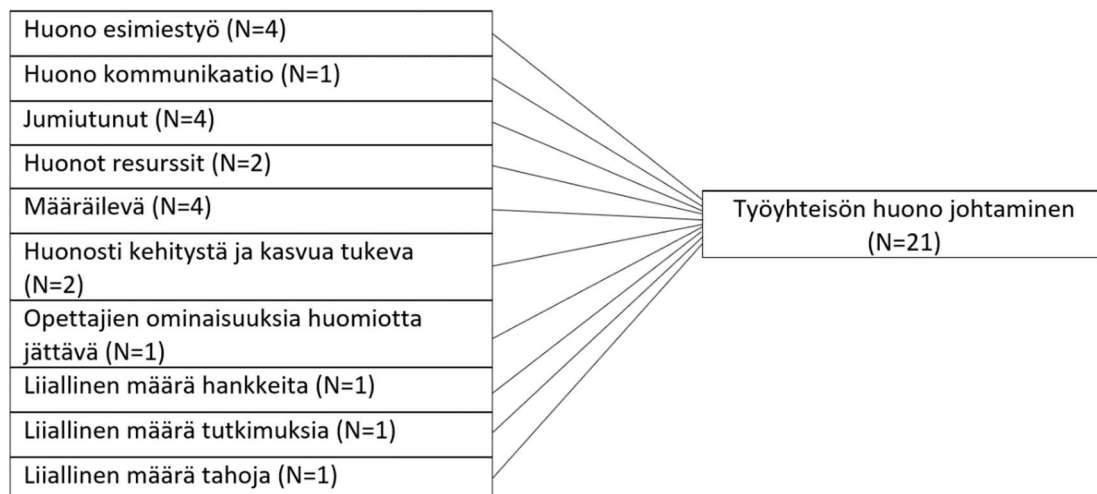 Huono esimiestyö (N=4)
Huono kommunikaatio (N=1)
Jumiutunut (N=4)
Huonot resurssit (N=2)
Määräilevä (N=4)
Huonosti kehitystä ja kasvua tukeva
(N=2)
Opettajien ominaisuuksia huomiotta
jättävä (N=1)
Liiallinen määrä hankkeita (N=1)
Liiallinen määrä tutkimuksia (N=1)
Liiallinen määrä tahoja (N=1)
Työyhteisön huono johtaminen
(N=21)